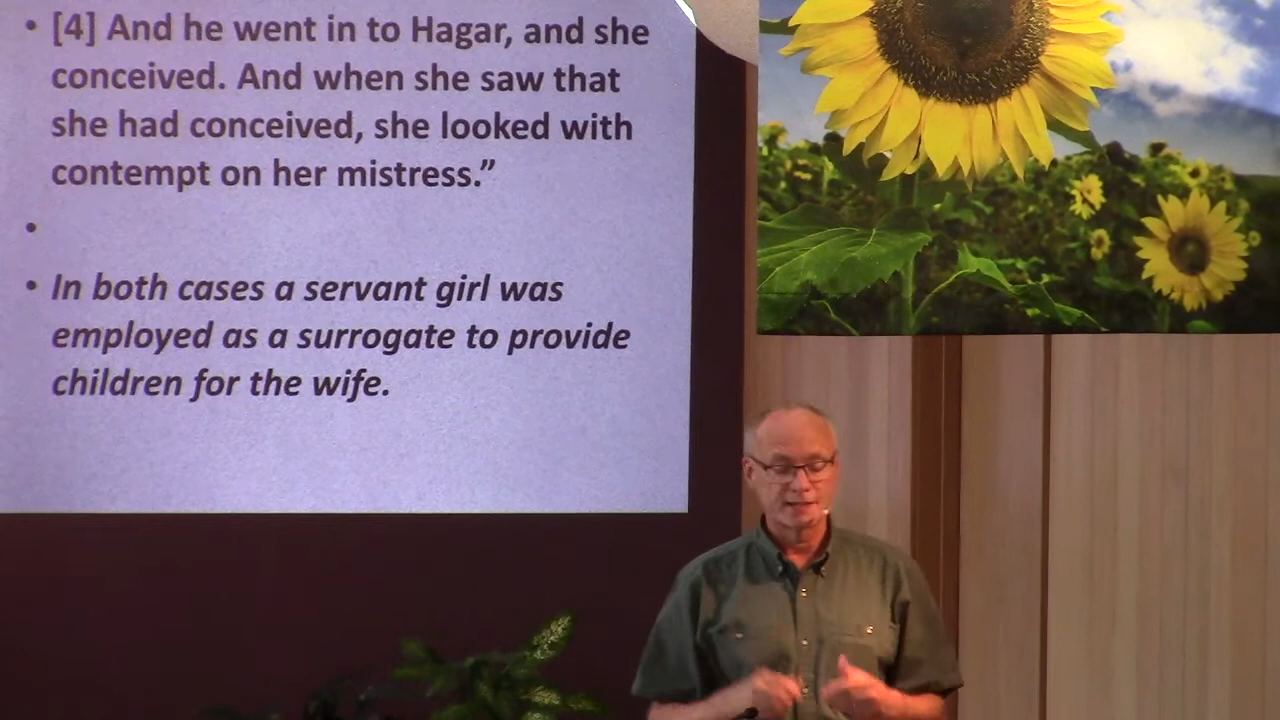 • [4] And he went in to Hagar, and she
conceived. And when she saw that
she had conceived, she looked with
contempt on her mistress.”
•
• In both cases a servant girl was
employed as a surrogate to provide
children for the wife.